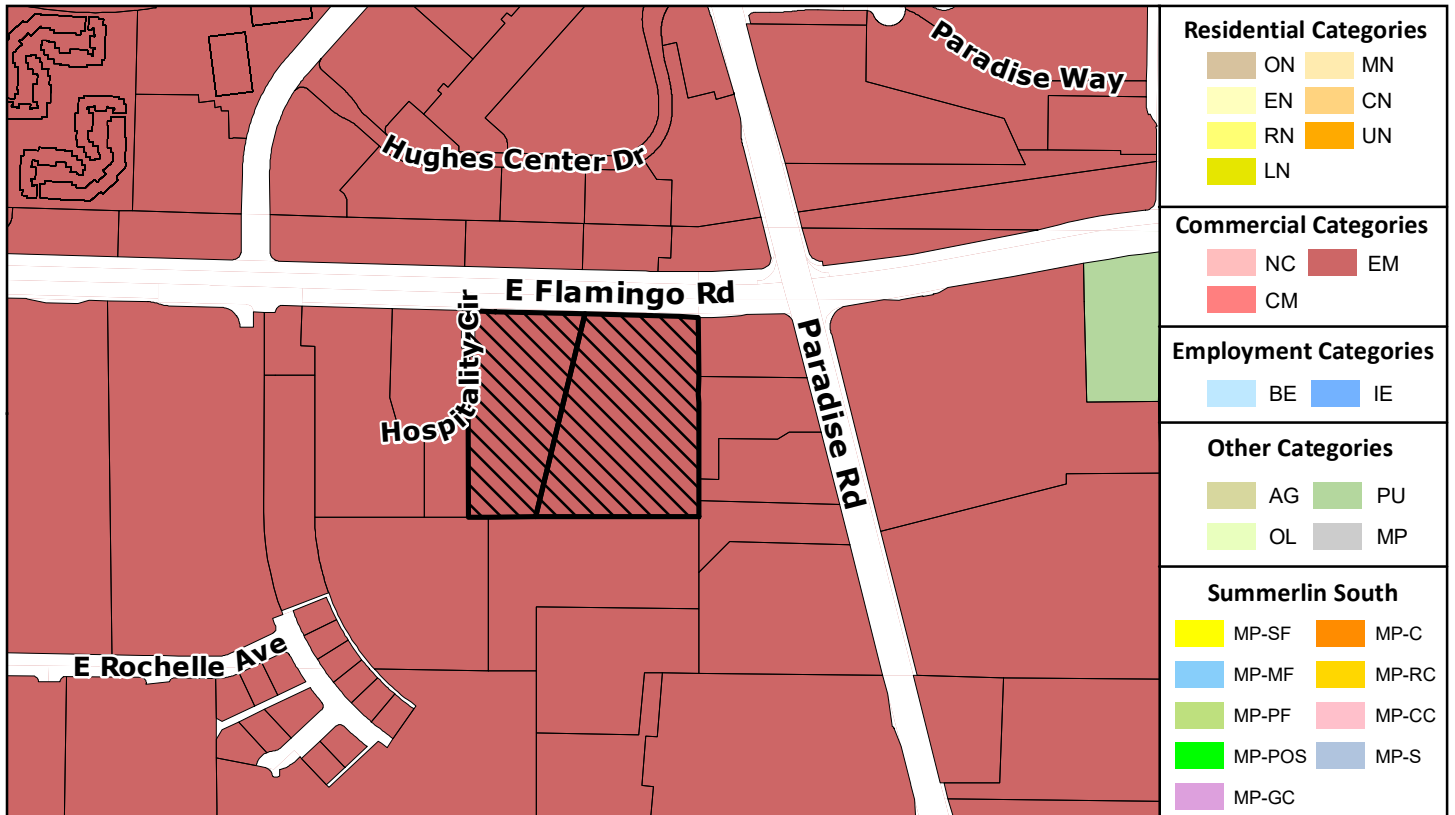 Paradise Way
Hughes Center Dr
E Flamingo Rd
Hospitality Cir
Paradise Rd
E Rochelle Ave
Residential Categories
ON MN
EN CN
RN UN
LN
Commercial Categories
NC EM
CM
Employment Categories
BE IE
Other Categories
AG PU
OL MP
Summerlin South
MP-SF MP-C
MP-MF MP-RC
MP-PF MP-CC
MP-POS MP-S
MP-GC